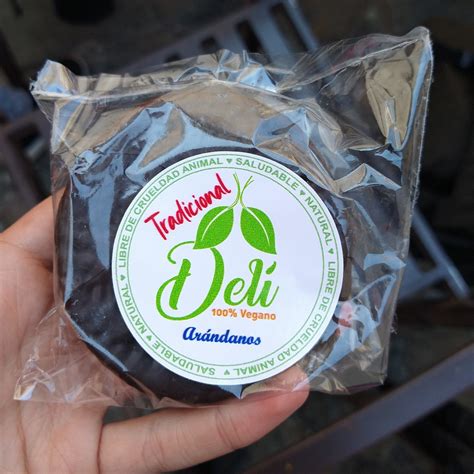 LIBRE DE CRUELDAD ANIMAL ♥ SALUDABLE ♥ NATURAL ♥ LIBRE DE CRUELDAD ANIMAL ♥ SALUDABLE ♥ NATURAL ♥
Tradicional
Delí
100% Vegano
Arándanos